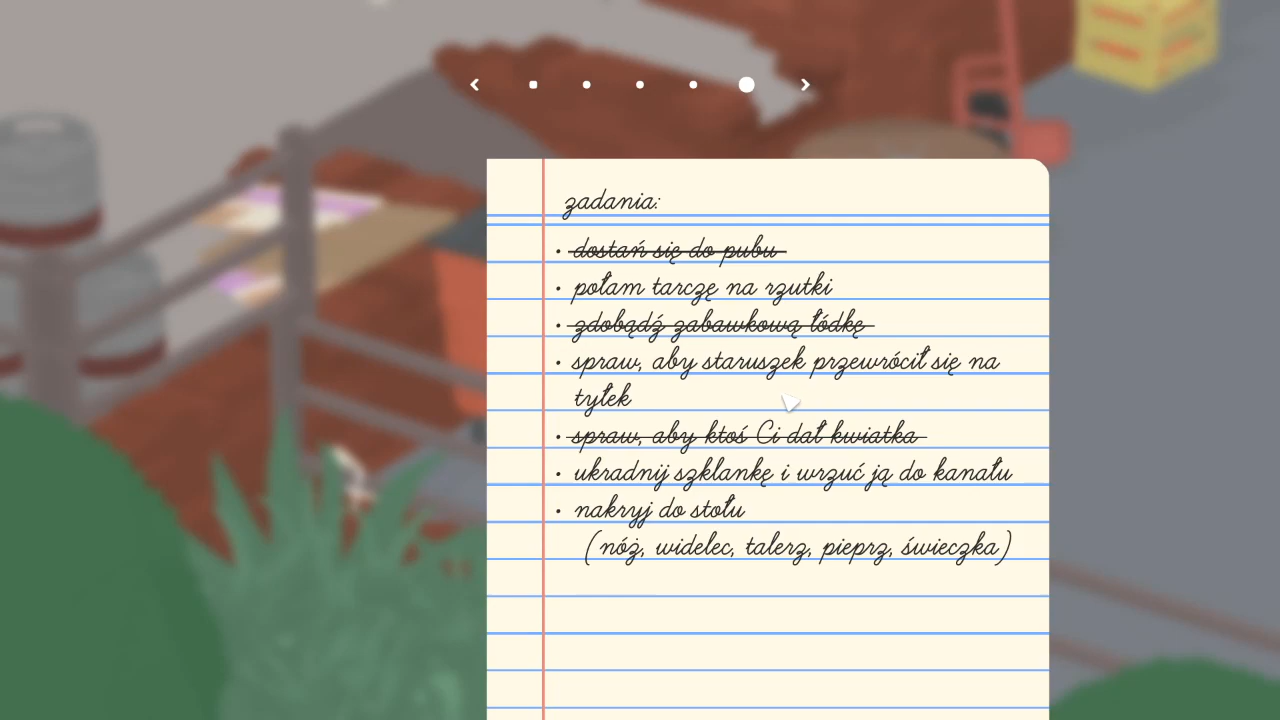 zadania:
• dostań się do pubu
• połam tarczę na rzutki
• zdobądź zabawkową łódkę
• spraw, aby staruszek przewrócił się na
tyłek
• spraw, aby ktoś Ci dał kwiatka
• ukradnij szklankę i wrzuć ją do kanału
• nakryj do stołu
(nóż, widelec, talerz, pieprz, świeczka)